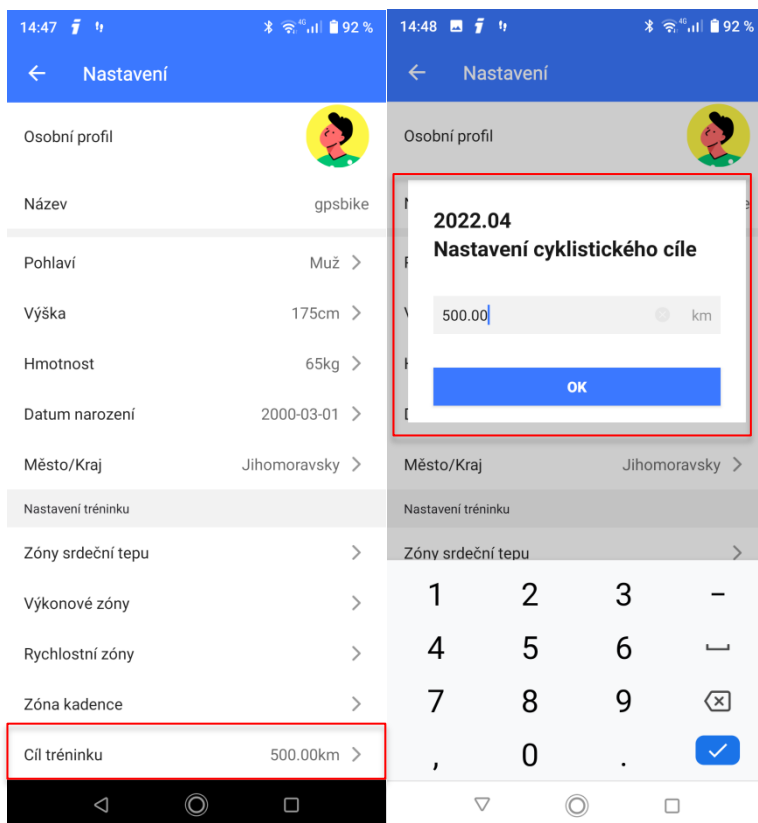 14:47 4G 92 %
Nastavení
Osobní profil
Název gpsbike
Pohlaví Muž
Výška 175cm
Hmotnost 65kg
Datum narození 2000-03-01
Město/Kraj Jihomoravsky
Nastavení tréninku
Zóny srdeční tepu
Výkonové zóny
Rychlostní zóny
Zóna kadence
Cíl tréninku 500.00km
14:48 4G 92 %
Nastavení
Osobní profil
2022.04
Nastavení cyklistického cíle
500.00 km
OK
Město/Kraj Jihomoravsky
Nastavení tréninku
Zóny srdeční tepu
1 2 3 –
4 5 6
7 8 9
, 0 .